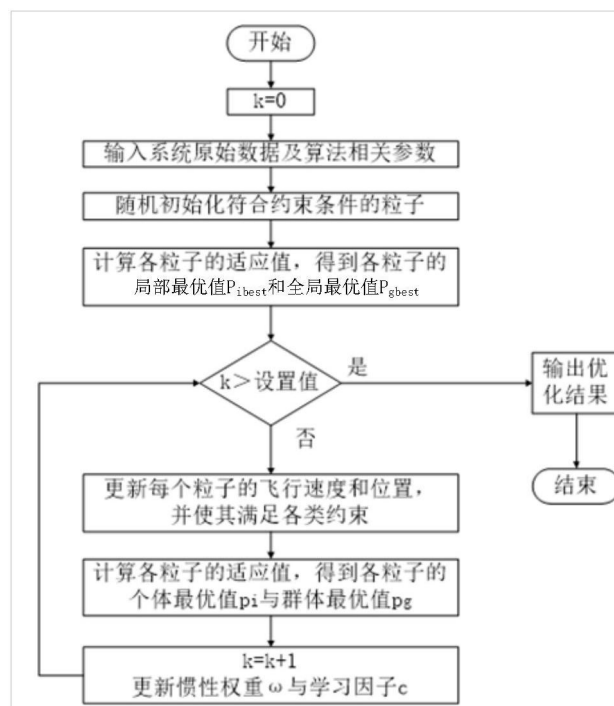 开始
k=0
输入系统原始数据及算法相关参数
随机初始化符合约束条件的粒子
计算各粒子的适应值，得到各粒子的
局部最优值P_ibest和全局最优值P_gbest
k＞设置值
是
输出优
化结果
否
结束
更新每个粒子的飞行速度和位置，
并使其满足各类约束
计算各粒子的适应值，得到各粒子的
个体最优值pi与群体最优值pg
k=k+1
更新惯性权重ω与学习因子c